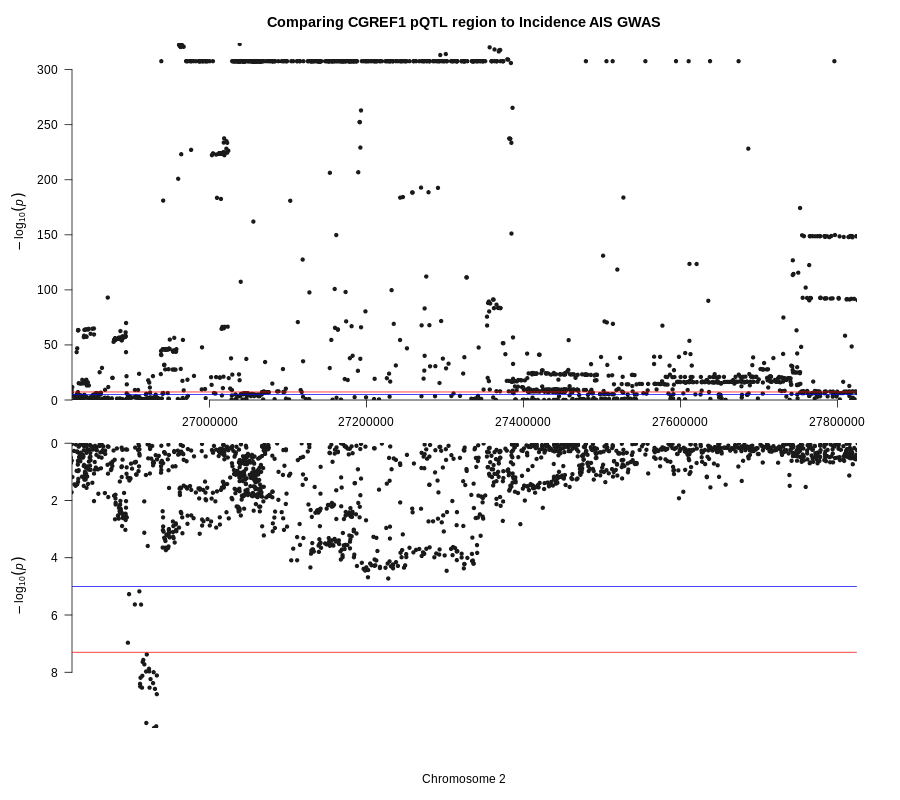 Comparing CGREF1 pQTL region to Incidence AIS GWAS
300
250
200
150
100
50
0
− log10(p)
27000000 27200000 27400000 27600000 27800000
0
2
4
6
8
− log10(p)
Chromosome 2